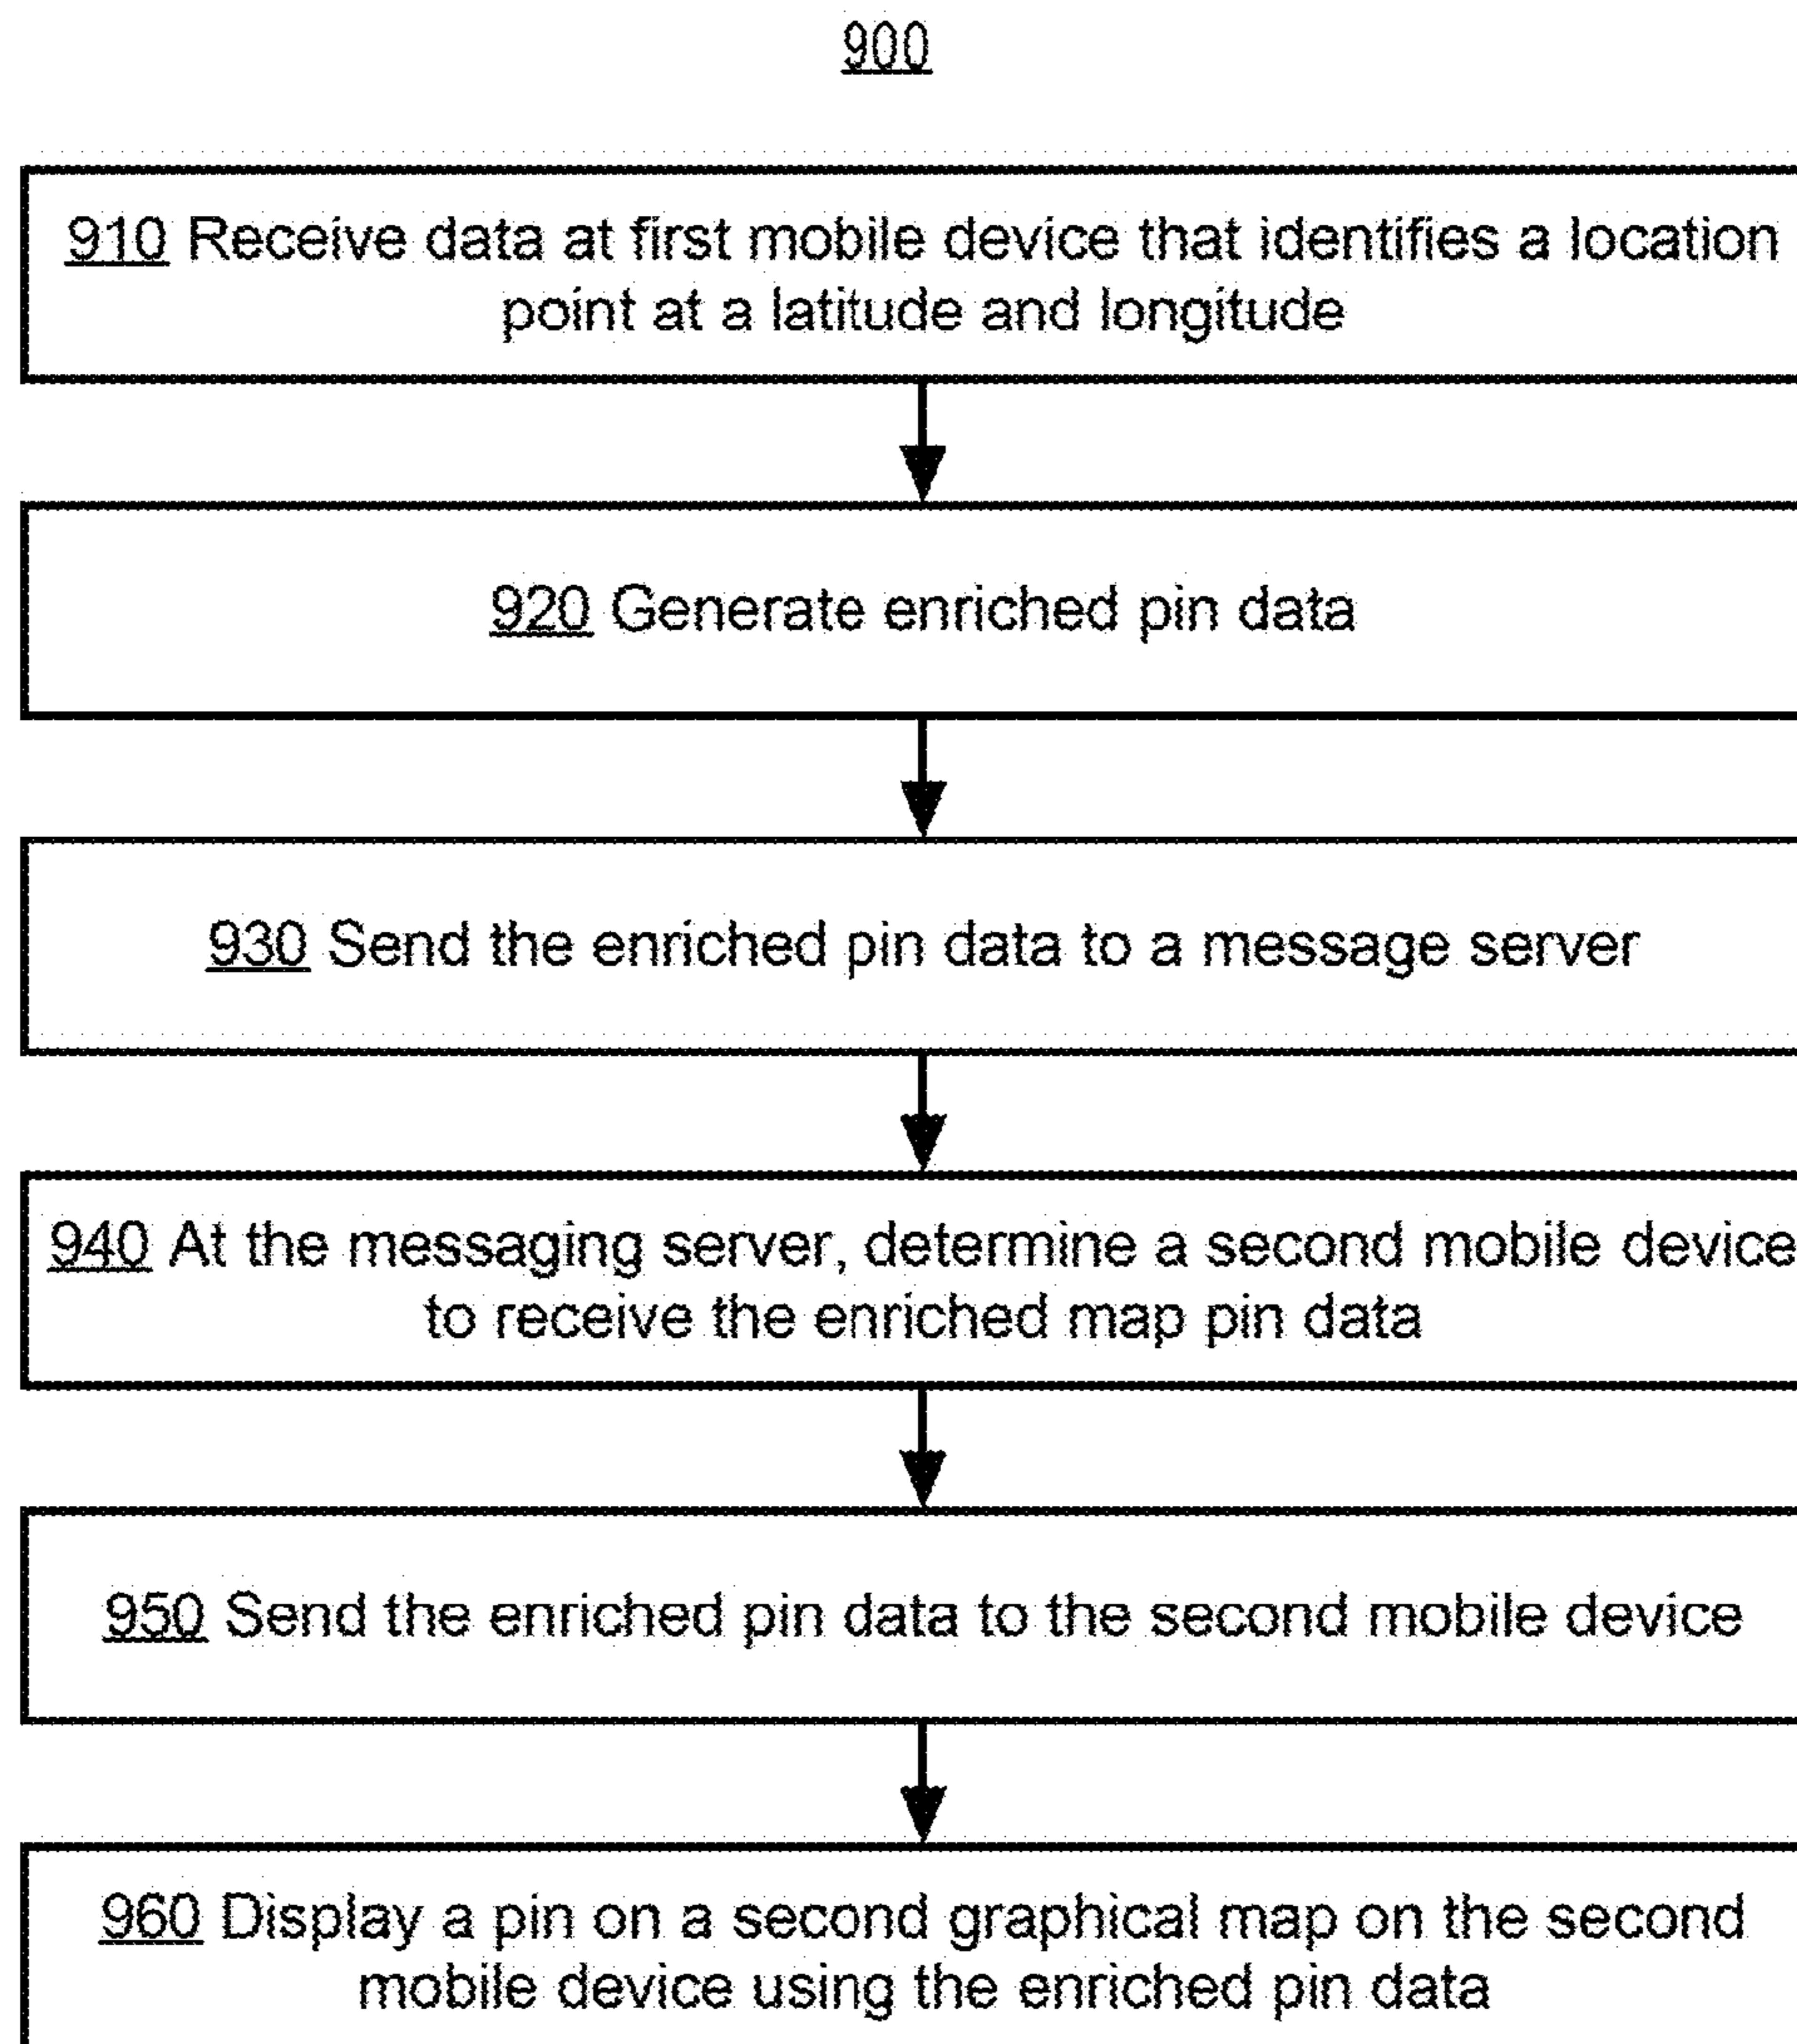 900
910 Receive data at first mobile device that identifies a location
point at a latitude and longitude
920 Generate enriched pin data
930 Send the enriched pin data to a message server
940 At the messaging server, determine a second mobile device
to receive the enriched map pin data
950 Send the enriched pin data to the second mobile device
960 Display a pin on a second graphical map on the second
mobile device using the enriched pin data